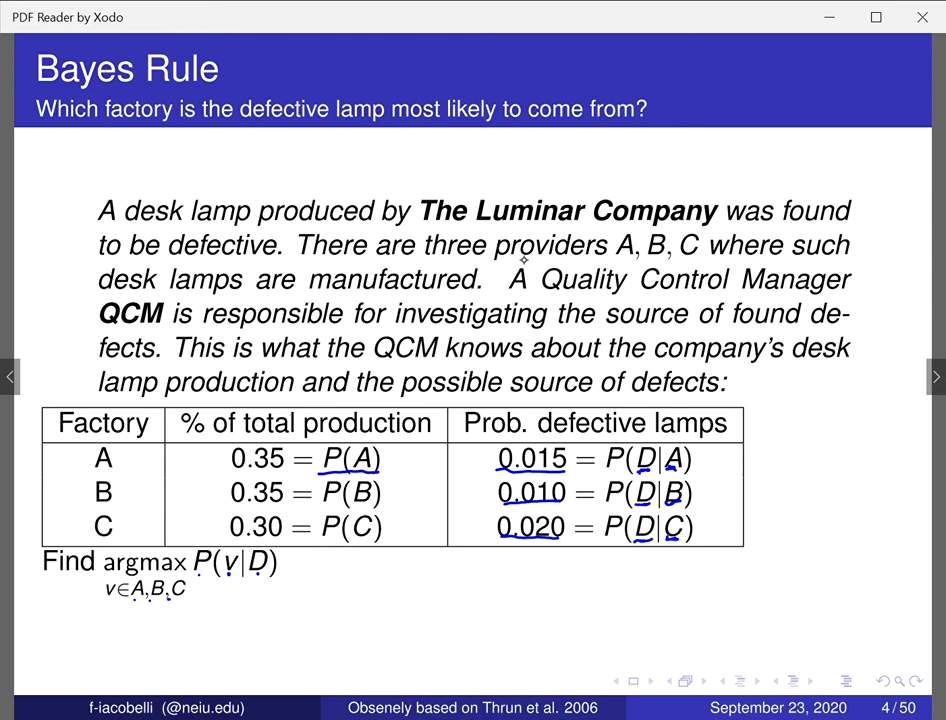 PDF Reader by Xodo
Bayes Rule
Which factory is the defective lamp most likely to come from?
A desk lamp produced by The Luminar Company was found
to be defective. There are three providers A, B, C where such
desk lamps are manufactured. A Quality Control Manager
QCM is responsible for investigating the source of found de-
fects. This is what the QCM knows about the company's desk
lamp production and the possible source of defects:
Factory % of total production Prob. defective lamps
A 0.35 = P(A) 0.015 = P(D|A)
B 0.35 = P(B) 0.010 = P(D|B)
C 0.30 = P(C) 0.020 = P(D|C)
Find argmax P(v|D)
v∈A,B,C
f-iacobelli (@neiu.edu) Obsenely based on Thrun et al. 2006 September 23, 2020 4/50